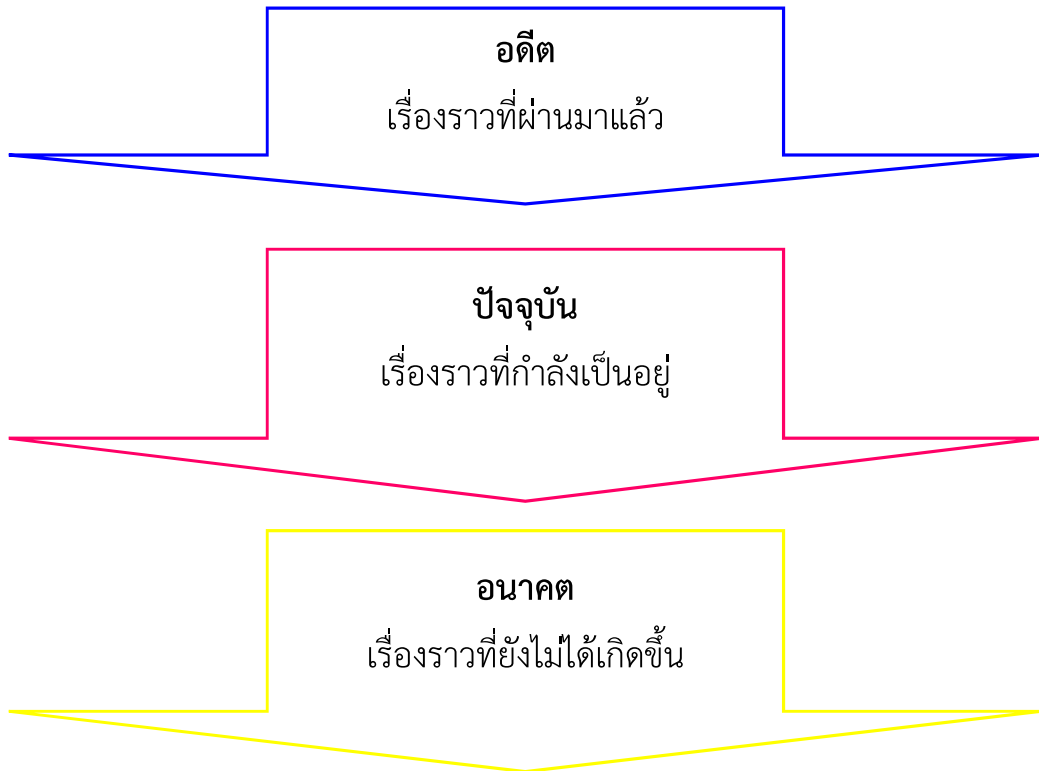 อดีต
เรื่องราวที่ผ่านมาแล้ว
ปัจจุบัน
เรื่องราวที่กำลังเป็นอยู่
อนาคต
เรื่องราวที่ยังไม่ได้เกิดขึ้น